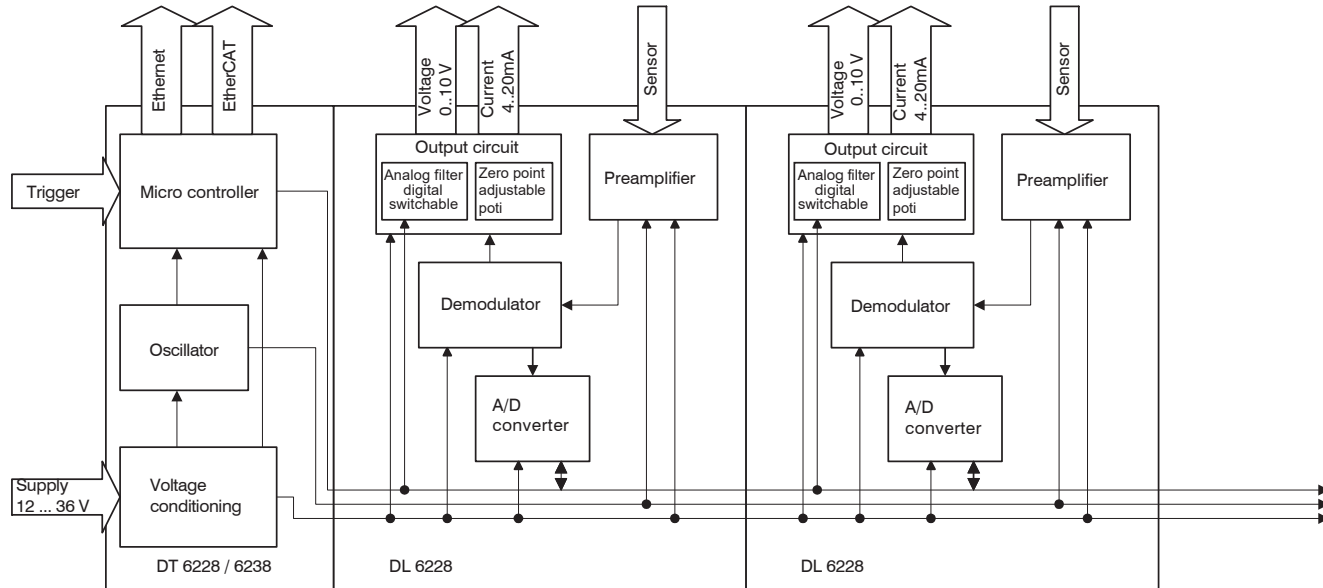 Ethernet
EtherCAT
Voltage
0..10 V
Current
4..20mA
Sensor
Voltage
0..10 V
Current
4..20mA
Sensor
Trigger
Micro controller
Output circuit
Analog filter
digital
switchable
Zero point
adjustable
poti
Preamplifier
Output circuit
Analog filter
digital
switchable
Zero point
adjustable
poti
Preamplifier
Oscillator
Demodulator
Demodulator
A/D
converter
A/D
converter
Supply
12 ... 36 V
Voltage
conditioning
DT 6228 / 6238
DL 6228
DL 6228